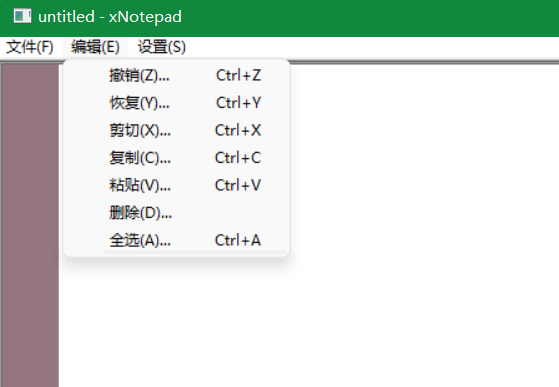 untitled - xNotepad
文件(F) 编辑(E) 设置(S)
撤销(Z)... Ctrl+Z
恢复(Y)... Ctrl+Y
剪切(X)... Ctrl+X
复制(C)... Ctrl+C
粘贴(V)... Ctrl+V
删除(D)...
全选(A)... Ctrl+A